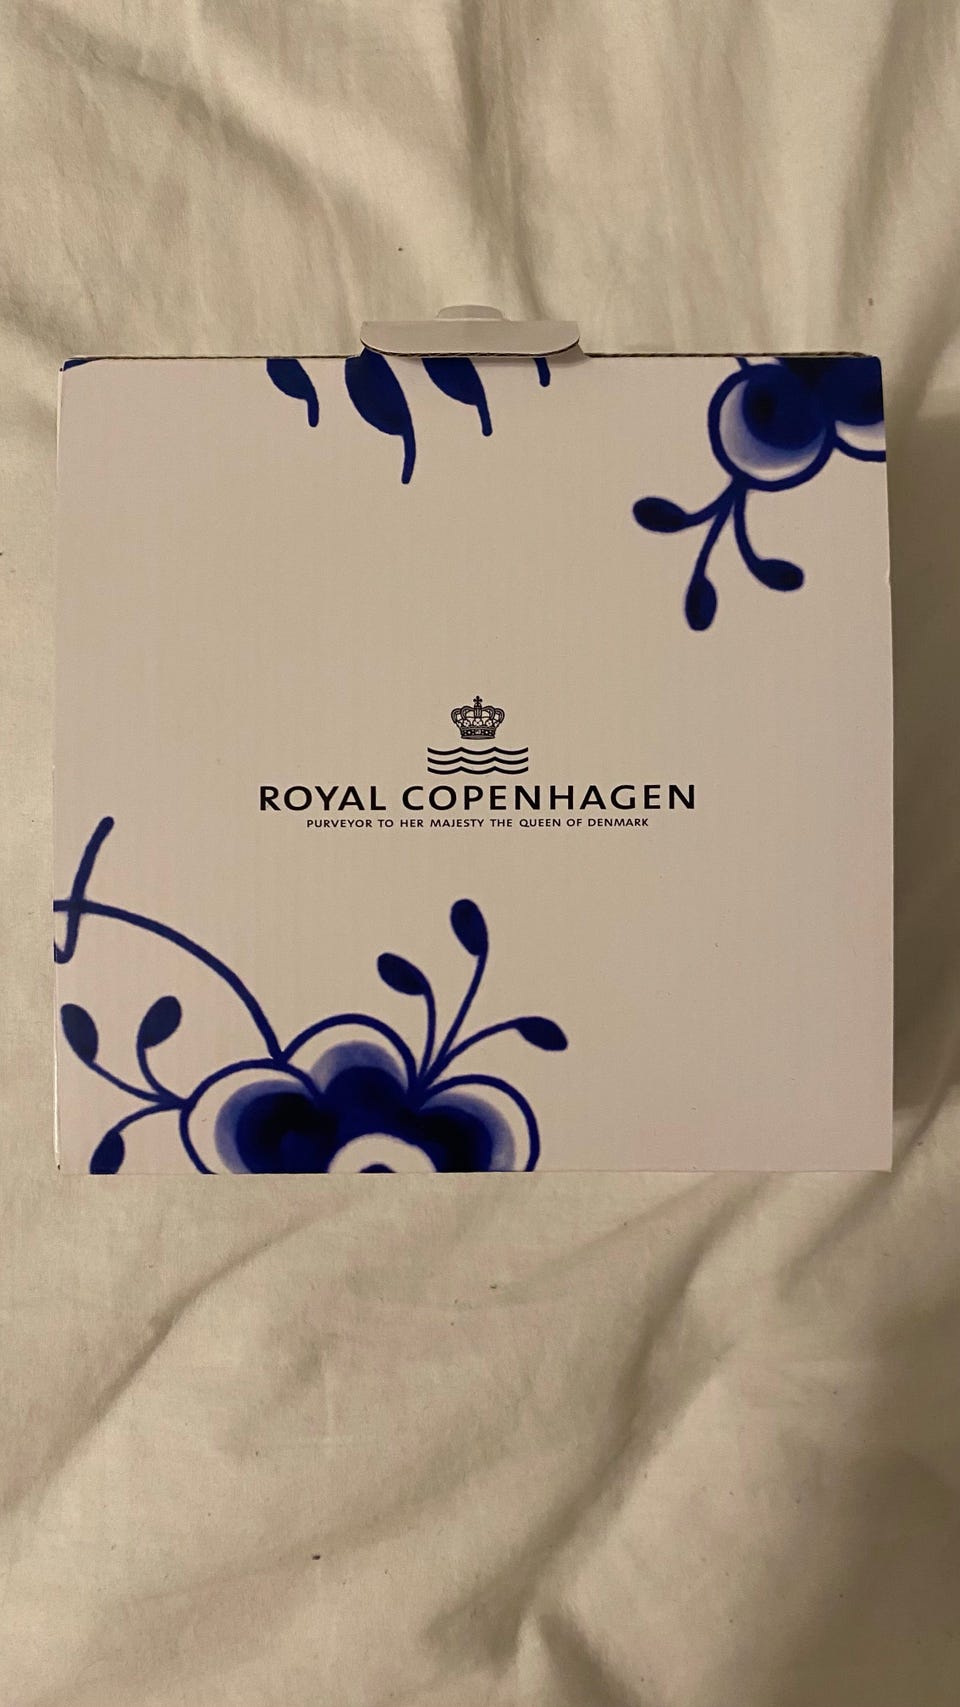 ROYAL COPENHAGEN
PURVEYOR TO HER MAJESTY THE QUEEN OF DENMARK